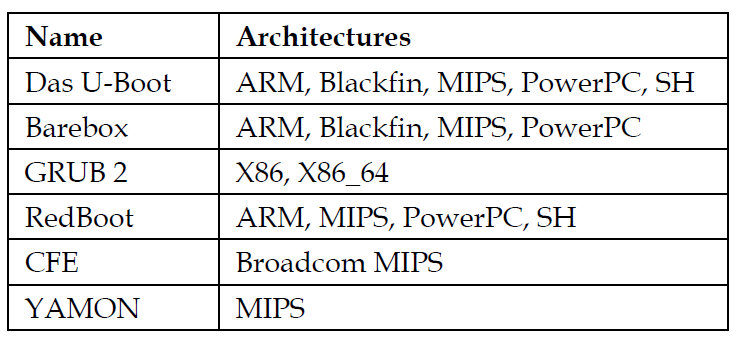 Name Architectures
Das U-Boot ARM, Blackfin, MIPS, PowerPC, SH
Barebox ARM, Blackfin, MIPS, PowerPC
GRUB 2 X86, X86_64
RedBoot ARM, MIPS, PowerPC, SH
CFE Broadcom MIPS
YAMON MIPS